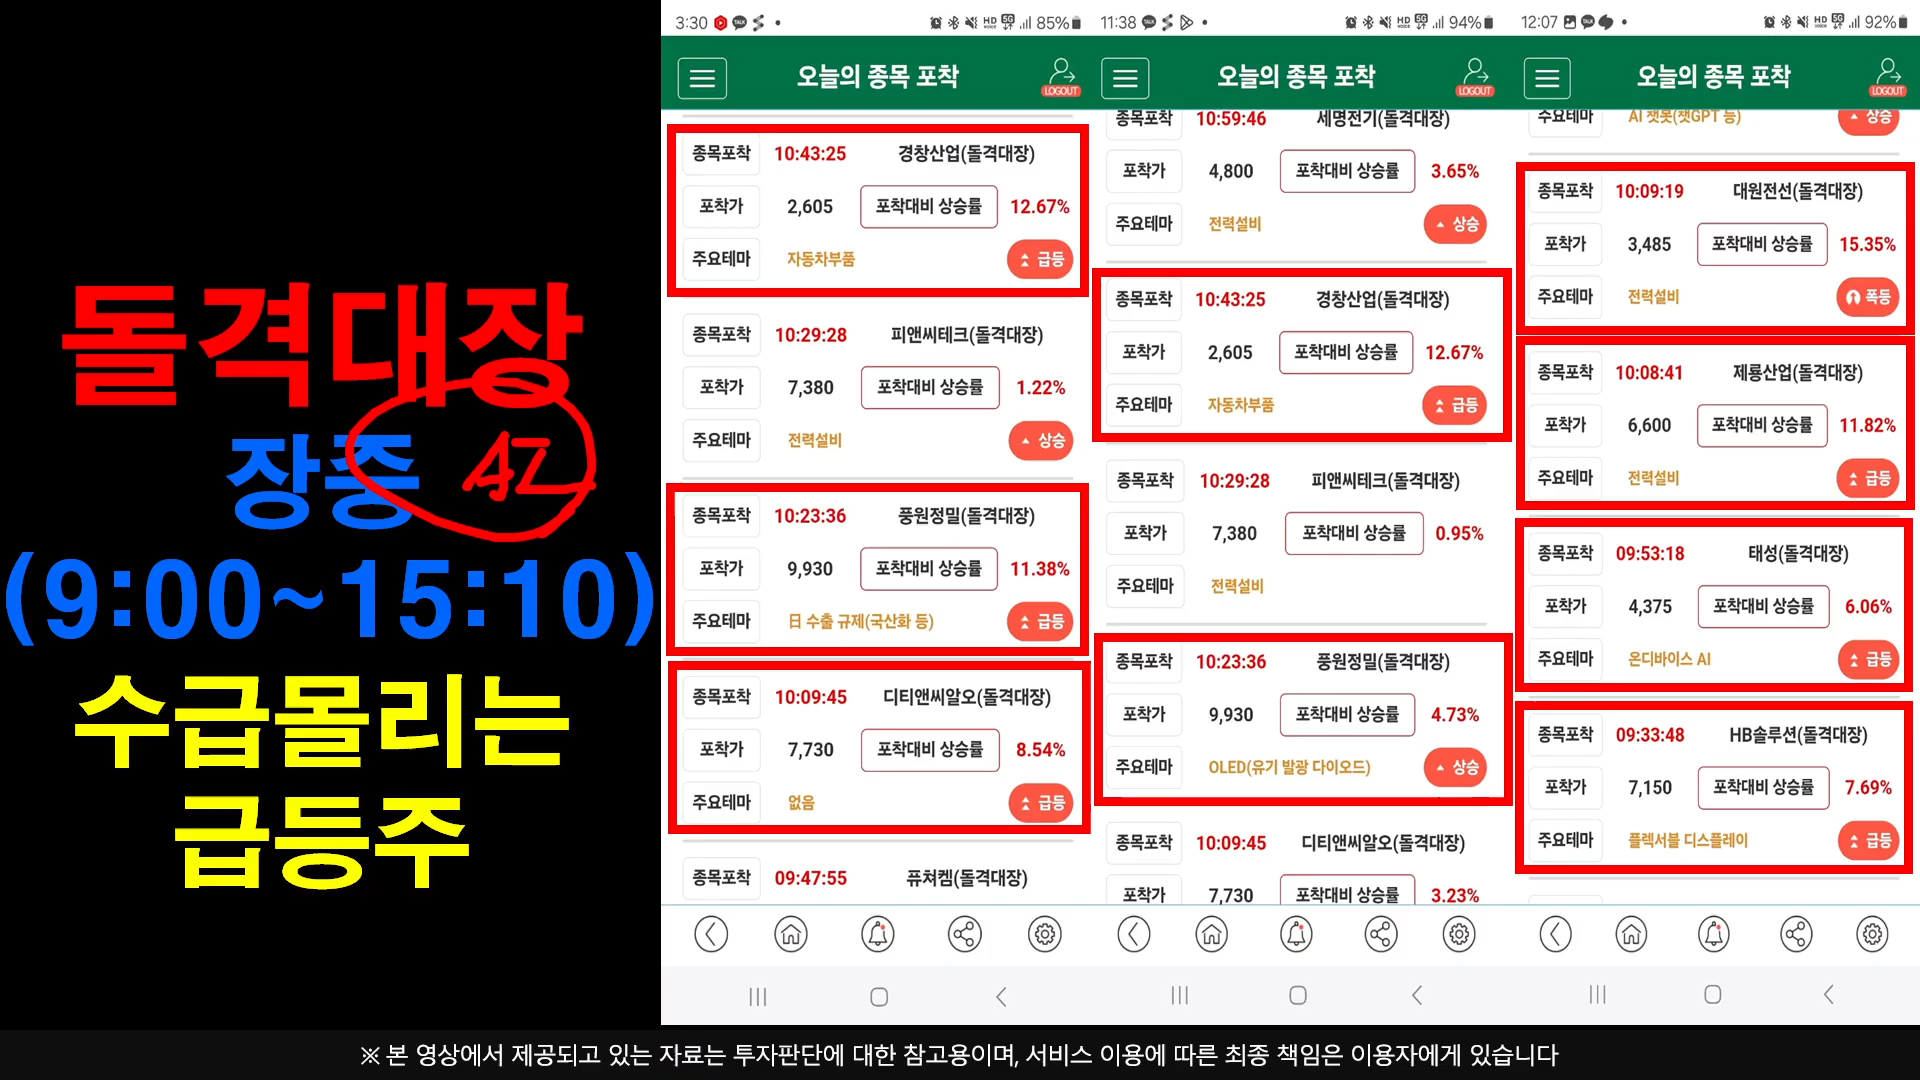 돌격대장
장중 AI
(9:00~15:10)
수급몰리는
급등주
3:30 TALK HD VOICE 5G 85%
오늘의 종목 포착
LOGOUT
종목포착 10:43:25 경창산업(돌격대장)
포착가 2,605 포착대비 상승률 12.67%
주요테마 자동차부품 급등
종목포착 10:29:28 피앤씨테크(돌격대장)
포착가 7,380 포착대비 상승률 1.22%
주요테마 전력설비 상승
종목포착 10:23:36 풍원정밀(돌격대장)
포착가 9,930 포착대비 상승률 11.38%
주요테마 日 수출 규제(국산화 등) 급등
종목포착 10:09:45 디티앤씨알오(돌격대장)
포착가 7,730 포착대비 상승률 8.54%
주요테마 없음 급등
종목포착 09:47:55 퓨쳐켐(돌격대장)
11:38 TALK HD VOICE 5G 94%
오늘의 종목 포착
LOGOUT
종목포착 10:59:46 세명전기(돌격대장)
포착가 4,800 포착대비 상승률 3.65%
주요테마 전력설비 상승
종목포착 10:43:25 경창산업(돌격대장)
포착가 2,605 포착대비 상승률 12.67%
주요테마 자동차부품 급등
종목포착 10:29:28 피앤씨테크(돌격대장)
포착가 7,380 포착대비 상승률 0.95%
주요테마 전력설비
종목포착 10:23:36 풍원정밀(돌격대장)
포착가 9,930 포착대비 상승률 4.73%
주요테마 OLED(유기 발광 다이오드) 상승
종목포착 10:09:45 디티앤씨알오(돌격대장)
포착가 7,730 포착대비 상승률 3.23%
12:07 TALK HD VOICE 5G 92%
오늘의 종목 포착
LOGOUT
주요테마 AI 챗봇(챗GPT 등) 상승
종목포착 10:09:19 대원전선(돌격대장)
포착가 3,485 포착대비 상승률 15.35%
주요테마 전력설비 폭등
종목포착 10:08:41 제룡산업(돌격대장)
포착가 6,600 포착대비 상승률 11.82%
주요테마 전력설비 급등
종목포착 09:53:18 태성(돌격대장)
포착가 4,375 포착대비 상승률 6.06%
주요테마 온디바이스 AI 급등
종목포착 09:33:48 HB솔루션(돌격대장)
포착가 7,150 포착대비 상승률 7.69%
주요테마 플렉서블 디스플레이 급등
※ 본 영상에서 제공되고 있는 자료는 투자판단에 대한 참고용이며, 서비스 이용에 따른 최종 책임은 이용자에게 있습니다